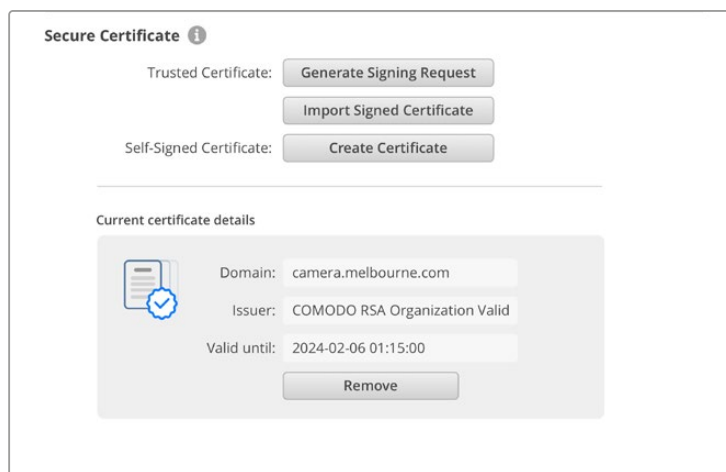 Secure Certificate
Trusted Certificate: Generate Signing Request
Import Signed Certificate
Self-Signed Certificate: Create Certificate
Current certificate details
Domain: camera.melbourne.com
Issuer: COMODO RSA Organization Valid
Valid until: 2024-02-06 01:15:00
Remove